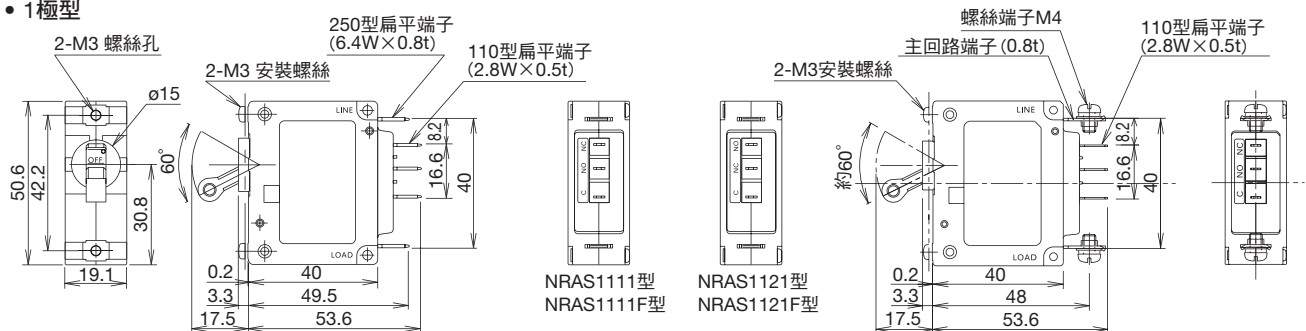 • 1極型
2-M3 螺絲孔
ø15
OFF
50.6
42.2
30.8
19.1
250型扁平端子
(6.4W×0.8t)
110型扁平端子
(2.8W×0.5t)
2-M3 安裝螺絲
60°
LINE
LOAD
8.2
16.6
40
0.2
40
3.3
49.5
17.5
53.6
NC
NO
C
NRAS1111型
NRAS1111F型
NO
NC
C
NRAS1121型
NRAS1121F型
螺絲端子M4
主回路端子(0.8t)
110型扁平端子
(2.8W×0.5t)
2-M3安裝螺絲
約60°
LINE
LOAD
8.2
16.6
40
0.2
40
3.3
48
17.5
53.6
NC
NO
C